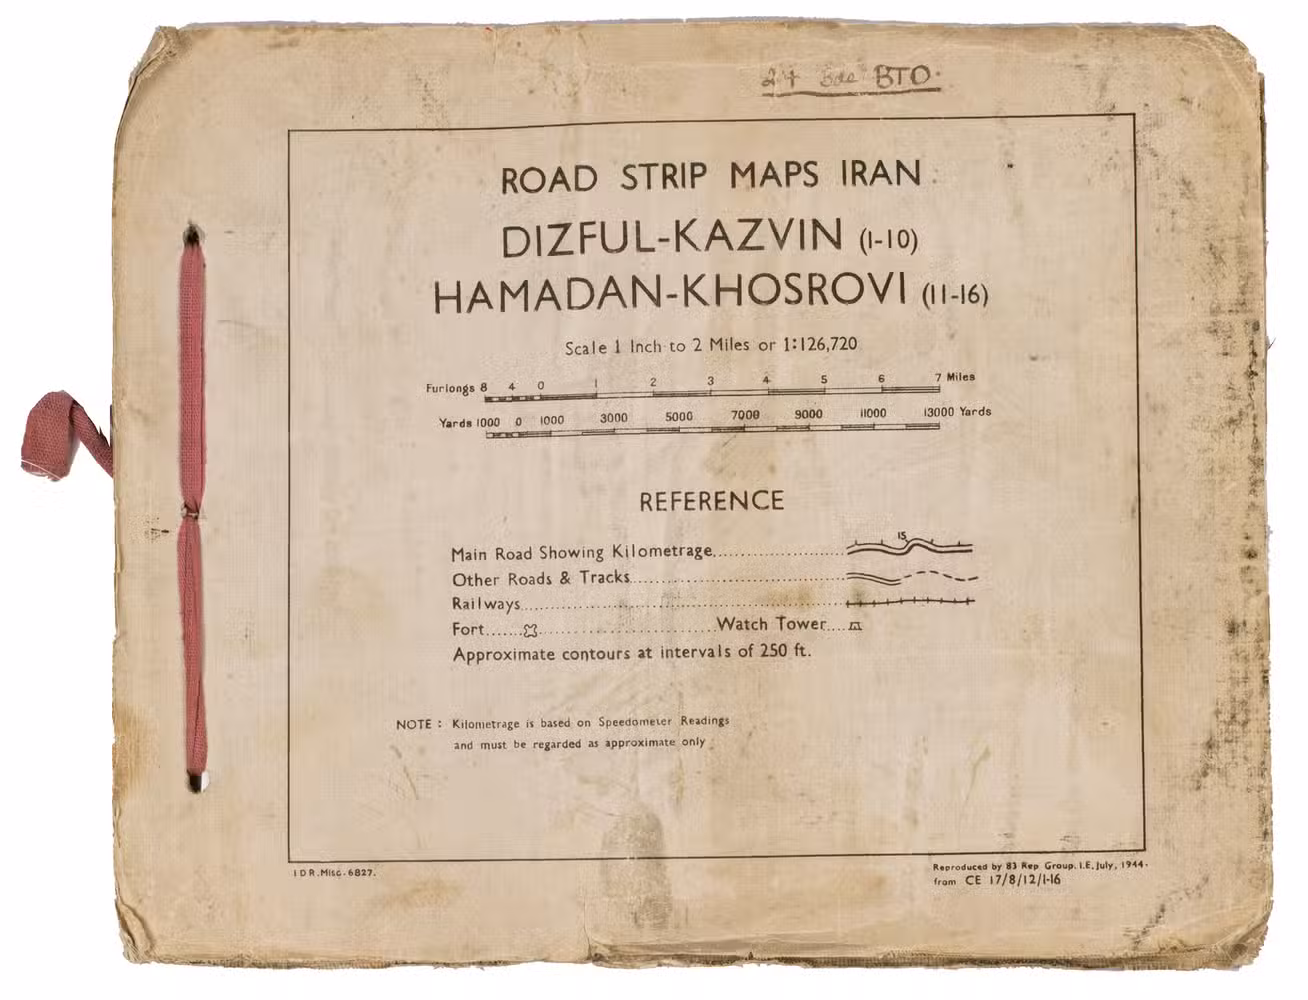 24 Bde BTO.
ROAD STRIP MAPS IRAN
DIZFUL-KAZVIN (1-10)
HAMADAN-KHOSROVI (11-16)
Scale 1 Inch to 2 Miles or 1:126,720
Furlongs 8 4 0 1 2 3 4 5 6 7 Miles
Yards 1000 0 1000 3000 5000 7000 9000 11000 13000 Yards
REFERENCE
Main Road Showing Kilometrage 15
Other Roads & Tracks
Railways
Fort Watch Tower
Approximate contours at intervals of 250 ft.
NOTE : Kilometrage is based on Speedometer Readings
and must be regarded as approximate only
I D R. Misc. 6827.
Reproduced by 83 Rep Group. I.E. July, 1944.
from CE 17/8/12/1-16